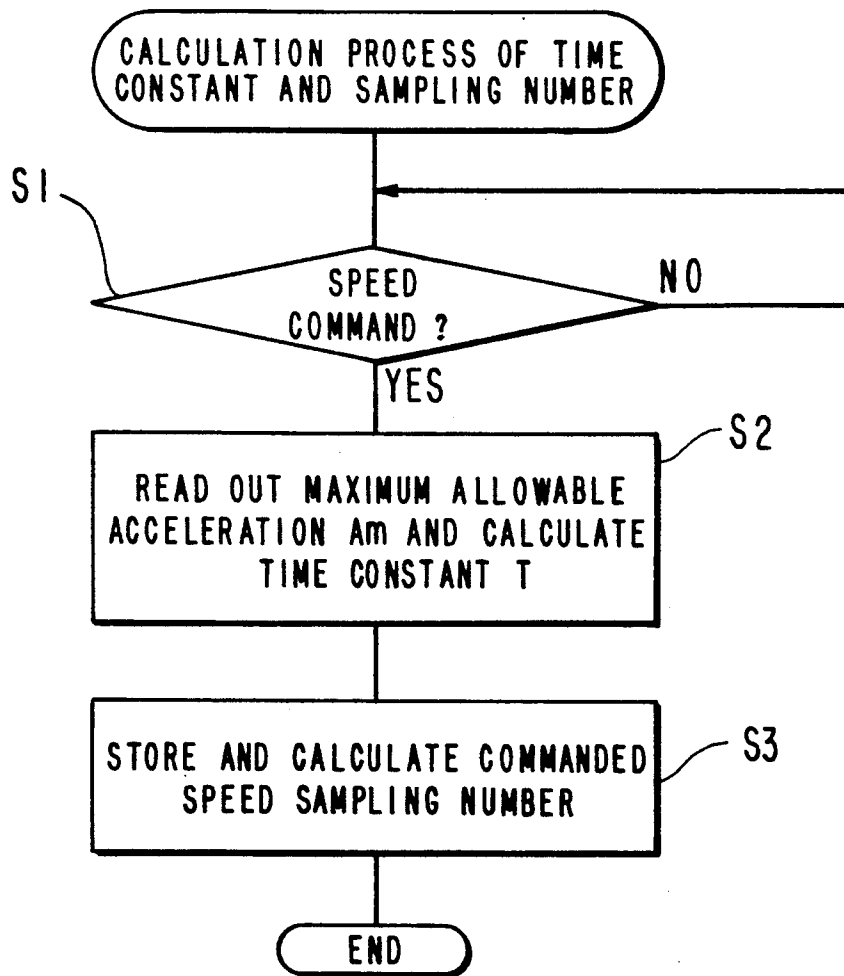 CALCULATION PROCESS OF TIME
CONSTANT AND SAMPLING NUMBER
S1
SPEED
COMMAND ?
NO
YES
S2
READ OUT MAXIMUM ALLOWABLE
ACCELERATION Am AND CALCULATE
TIME CONSTANT T
S3
STORE AND CALCULATE COMMANDED
SPEED SAMPLING NUMBER
END